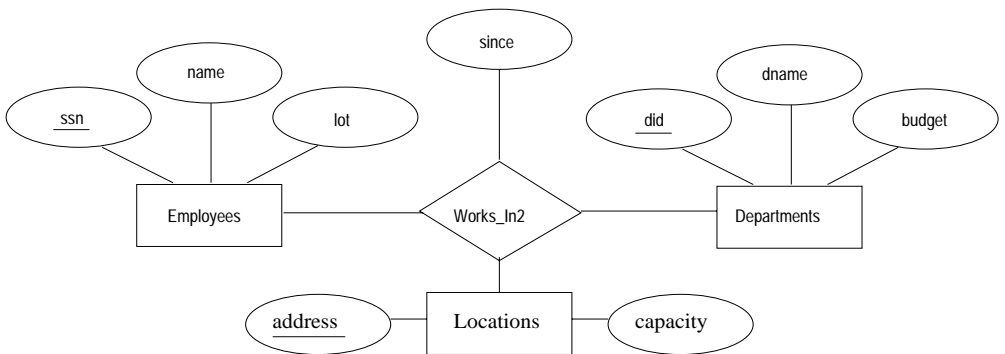 since
name
dname
ssn
lot
did
budget
Employees
Works_In2
Departments
address
Locations
capacity